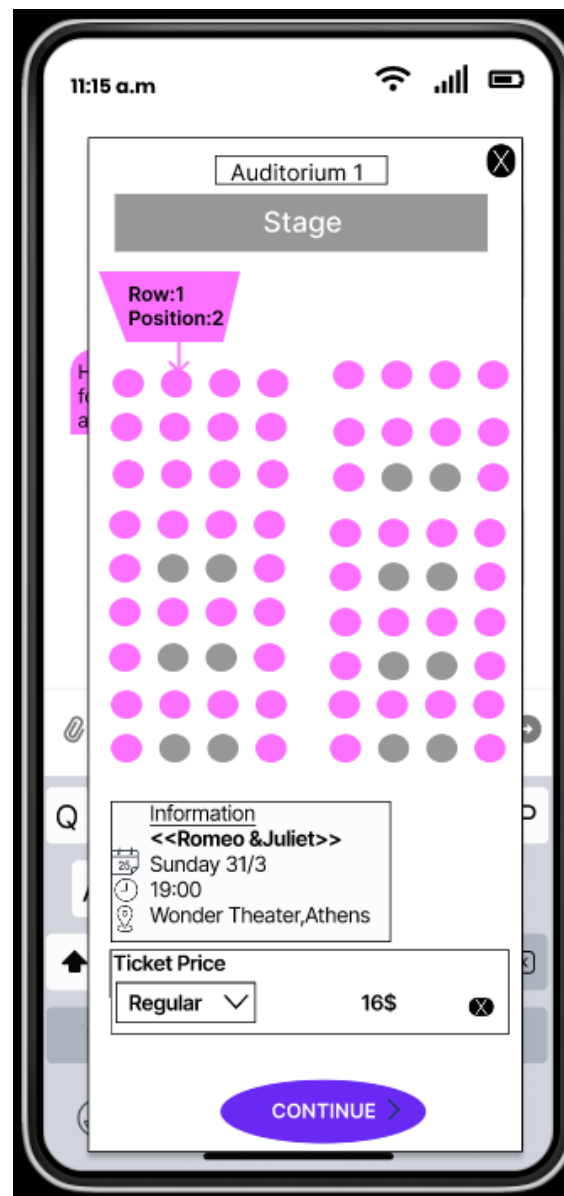 11:15 a.m
Auditorium 1
X
Stage
Row:1
Position:2
H
f
a
Information
<<Romeo &Juliet>>
25
Sunday 31/3
19:00
Wonder Theater,Athens
Q
P
Ticket Price
Regular
16$
X
CONTINUE